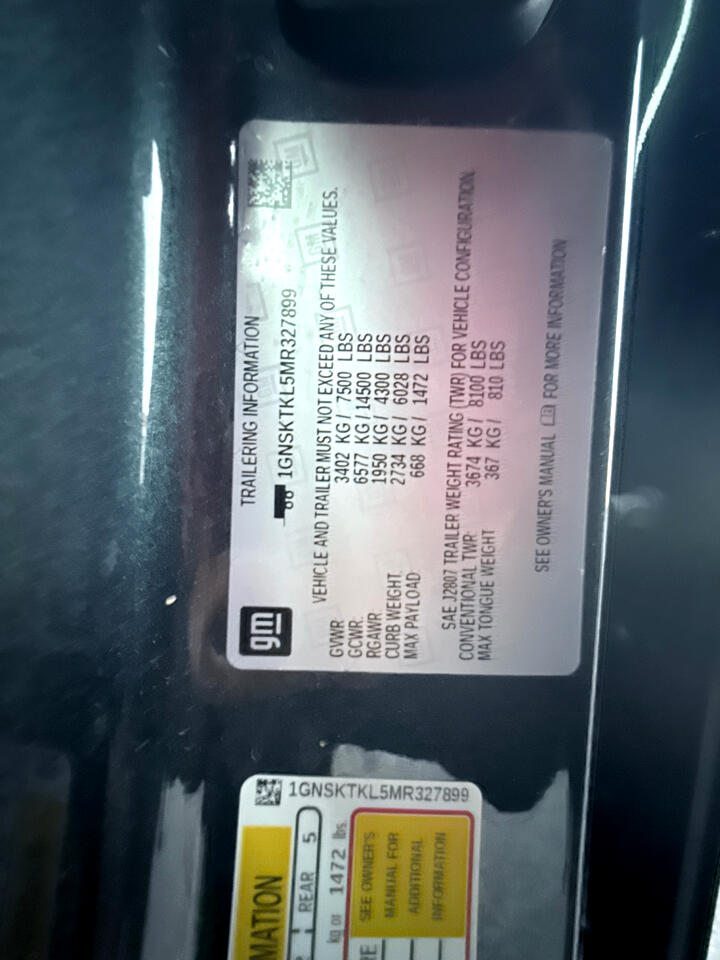 gm
TRAILERING INFORMATION
1GNSKTKL5MR327899
VEHICLE AND TRAILER MUST NOT EXCEED ANY OF THESE VALUES.
GVWR 3402 KG / 7500 LBS
GCWR: 6577 KG / 14500 LBS
RGAWR: 1950 KG / 4300 LBS
CURB WEIGHT: 2734 KG / 6028 LBS
MAX PAYLOAD: 668 KG / 1472 LBS
SAE J2807 TRAILER WEIGHT RATING (TWR) FOR VEHICLE CONFIGURATION.
CONVENTIONAL TWR: 3674 KG / 8100 LBS
MAX TONGUE WEIGHT 367 KG / 810 LBS
SEE OWNER'S MANUAL FOR MORE INFORMATION
1GNSKTKL5MR327899
MATION
REAR 5
kg or 1472 lbs.
SEE OWNER'S
MANUAL FOR
ADDITIONAL
INFORMATION